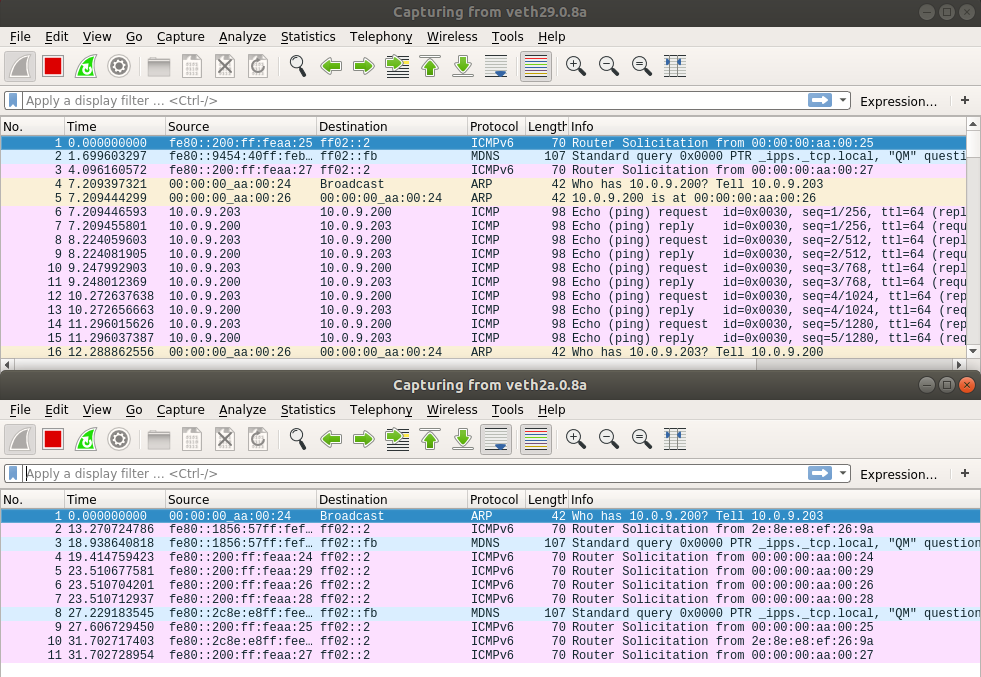 Capturing from veth29.0.8a
File Edit View Go Capture Analyze Statistics Telephony Wireless Tools Help
Apply a display filter ... <Ctrl-/> Expression... +
No. Time Source Destination Protocol Length Info
1 0.000000000 fe80::200:ff:feaa:25 ff02::2 ICMPv6 70 Router Solicitation from 00:00:00:aa:00:25
2 1.699603297 fe80::9454:40ff:feb… ff02::fb MDNS 107 Standard query 0x0000 PTR _ipps._tcp.local, "QM" questi
3 4.096160572 fe80::200:ff:feaa:27 ff02::2 ICMPv6 70 Router Solicitation from 00:00:00:aa:00:27
4 7.209397321 00:00:00_aa:00:24 Broadcast ARP 42 Who has 10.0.9.200? Tell 10.0.9.203
5 7.209444299 00:00:00_aa:00:26 00:00:00_aa:00:24 ARP 42 10.0.9.200 is at 00:00:00:aa:00:26
6 7.209446593 10.0.9.203 10.0.9.200 ICMP 98 Echo (ping) request id=0x0030, seq=1/256, ttl=64 (repl
7 7.209455801 10.0.9.200 10.0.9.203 ICMP 98 Echo (ping) reply id=0x0030, seq=1/256, ttl=64 (requ
8 8.224059603 10.0.9.203 10.0.9.200 ICMP 98 Echo (ping) request id=0x0030, seq=2/512, ttl=64 (repl
9 8.224081905 10.0.9.200 10.0.9.203 ICMP 98 Echo (ping) reply id=0x0030, seq=2/512, ttl=64 (requ
10 9.247992903 10.0.9.203 10.0.9.200 ICMP 98 Echo (ping) request id=0x0030, seq=3/768, ttl=64 (repl
11 9.248012369 10.0.9.200 10.0.9.203 ICMP 98 Echo (ping) reply id=0x0030, seq=3/768, ttl=64 (requ
12 10.272637638 10.0.9.203 10.0.9.200 ICMP 98 Echo (ping) request id=0x0030, seq=4/1024, ttl=64 (rep
13 10.272656663 10.0.9.200 10.0.9.203 ICMP 98 Echo (ping) reply id=0x0030, seq=4/1024, ttl=64 (req
14 11.296015626 10.0.9.203 10.0.9.200 ICMP 98 Echo (ping) request id=0x0030, seq=5/1280, ttl=64 (rep
15 11.296037387 10.0.9.200 10.0.9.203 ICMP 98 Echo (ping) reply id=0x0030, seq=5/1280, ttl=64 (req
16 12.288862556 00:00:00_aa:00:26 00:00:00_aa:00:24 ARP 42 Who has 10.0.9.203? Tell 10.0.9.200
Capturing from veth2a.0.8a
File Edit View Go Capture Analyze Statistics Telephony Wireless Tools Help
Apply a display filter ... <Ctrl-/> Expression... +
No. Time Source Destination Protocol Length Info
1 0.000000000 00:00:00_aa:00:24 Broadcast ARP 42 Who has 10.0.9.200? Tell 10.0.9.203
2 13.270724786 fe80::1856:57ff:fef… ff02::2 ICMPv6 70 Router Solicitation from 2e:8e:e8:ef:26:9a
3 18.938640818 fe80::1856:57ff:fef… ff02::fb MDNS 107 Standard query 0x0000 PTR _ipps._tcp.local, "QM" question
4 19.414759423 fe80::200:ff:feaa:24 ff02::2 ICMPv6 70 Router Solicitation from 00:00:00:aa:00:24
5 23.510677581 fe80::200:ff:feaa:29 ff02::2 ICMPv6 70 Router Solicitation from 00:00:00:aa:00:29
6 23.510704201 fe80::200:ff:feaa:26 ff02::2 ICMPv6 70 Router Solicitation from 00:00:00:aa:00:26
7 23.510712937 fe80::200:ff:feaa:28 ff02::2 ICMPv6 70 Router Solicitation from 00:00:00:aa:00:28
8 27.229183545 fe80::2c8e:e8ff:fee… ff02::fb MDNS 107 Standard query 0x0000 PTR _ipps._tcp.local, "QM" question
9 27.606729450 fe80::200:ff:feaa:25 ff02::2 ICMPv6 70 Router Solicitation from 00:00:00:aa:00:25
10 31.702717403 fe80::2c8e:e8ff:fee… ff02::2 ICMPv6 70 Router Solicitation from 2e:8e:e8:ef:26:9a
11 31.702728954 fe80::200:ff:feaa:27 ff02::2 ICMPv6 70 Router Solicitation from 00:00:00:aa:00:27